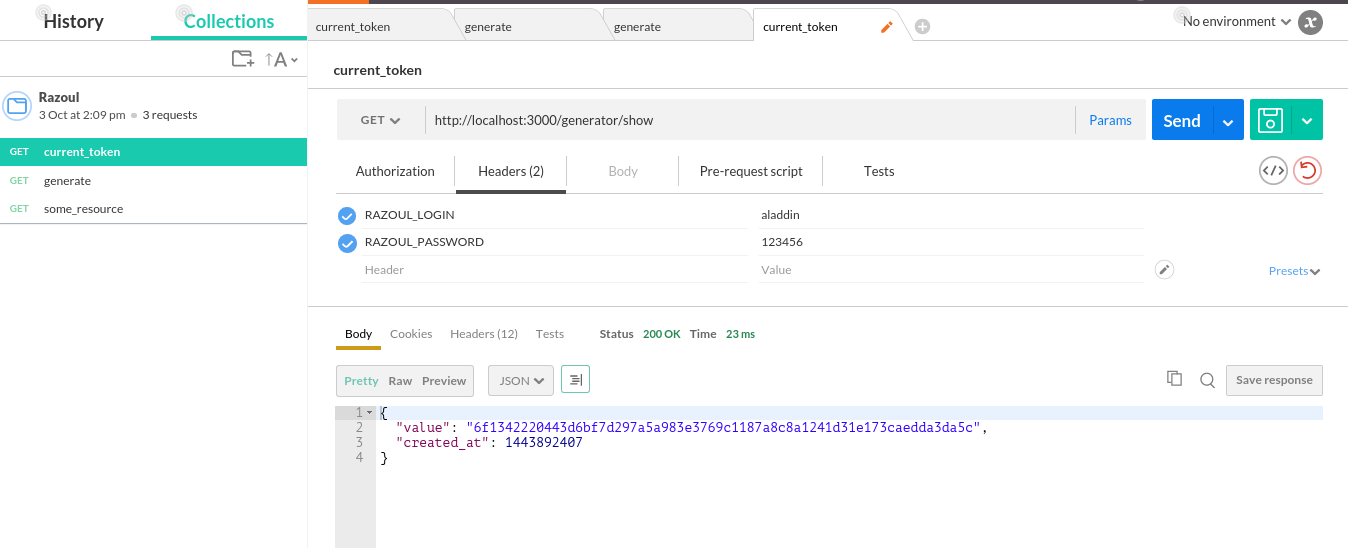 History Collections
current_token generate generate current_token
No environment
A
Razoul
3 Oct at 2:09 pm 3 requests
GET current_token
GET generate
GET some_resource
current_token
GET http://localhost:3000/generator/show Params Send
Authorization Headers (2) Body Pre-request script Tests
RAZOUL_LOGIN aladdin
RAZOUL_PASSWORD 123456
Header Value Presets
Body Cookies Headers (12) Tests Status 200 OK Time 23 ms
Pretty Raw Preview JSON Save response
1 {
2 "value": "6f1342220443d6bf7d297a5a983e3769c1187a8c8a1241d31e173caedda3da5c",
3 "created_at": 1443892407
4 }